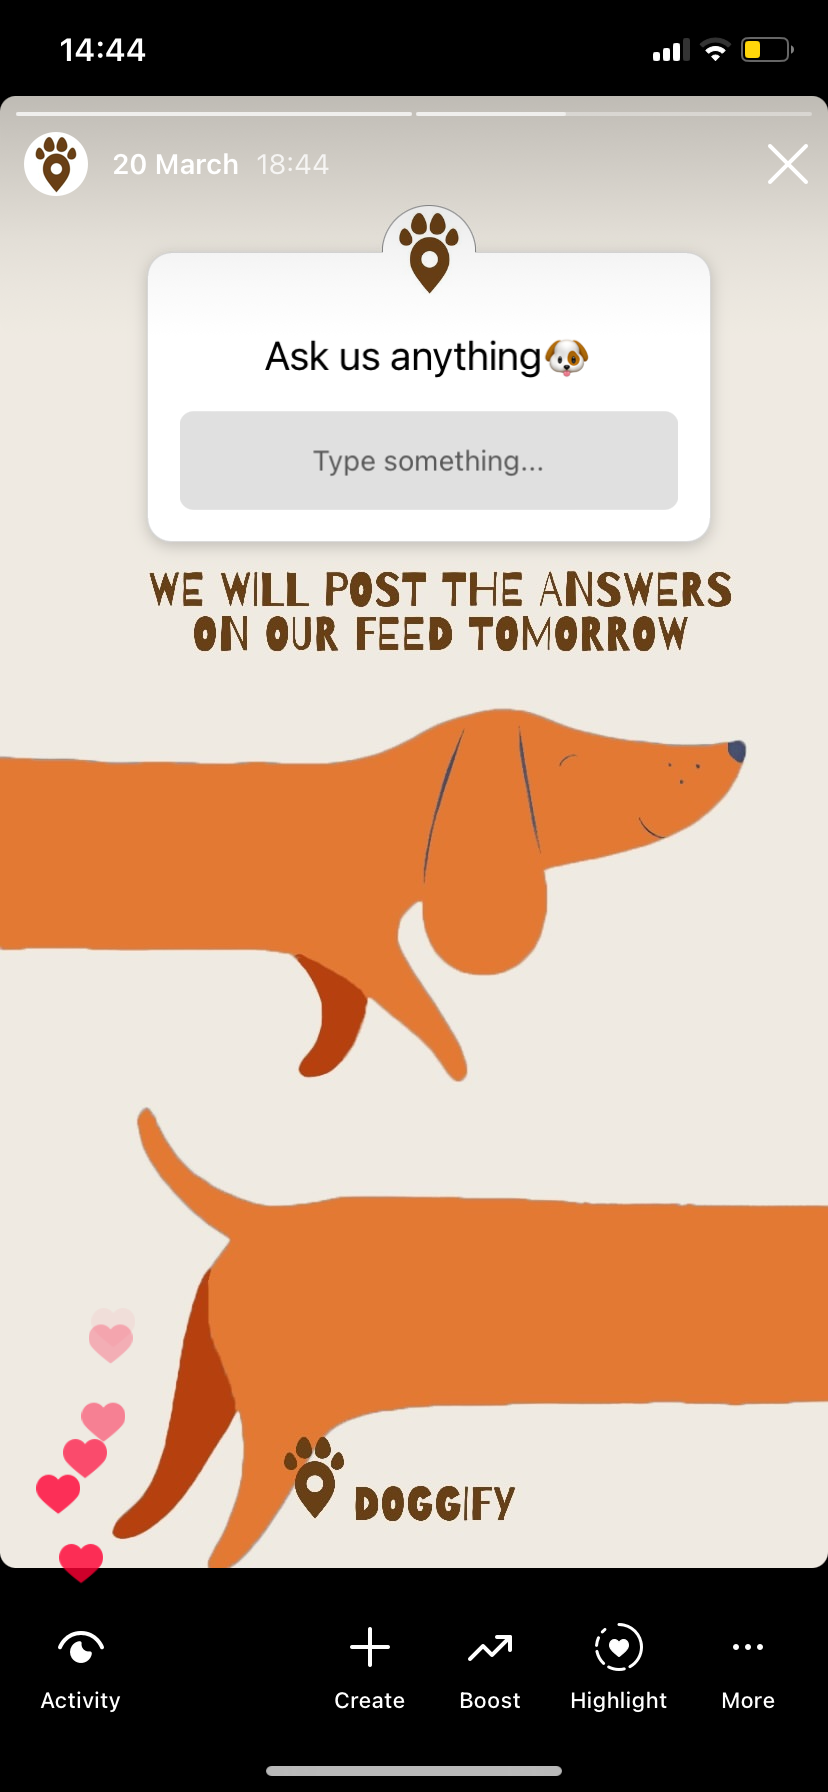 14:44
20 March 18:44
Ask us anything🐶
Type something...
WE WILL POST THE ANSWERS
ON OUR FEED TOMORROW
DOGGIFY
Activity Create Boost Highlight More